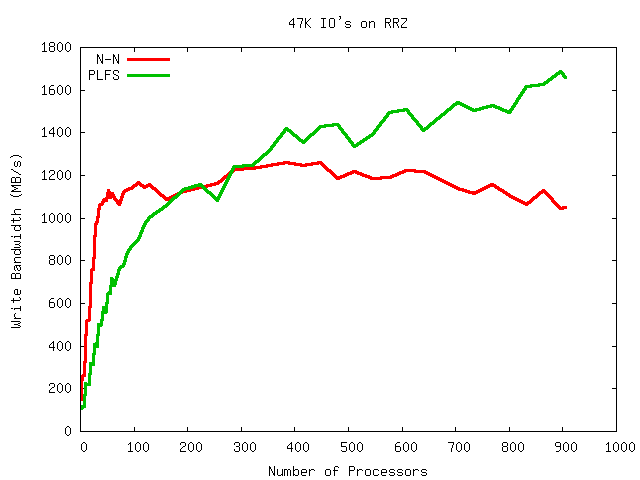 47K IO's on RRZ
1800
1600
1400
1200
1000
800
600
400
200
0
Write Bandwidth (MB/s)
N-N
PLFS
0 100 200 300 400 500 600 700 800 900 1000
Number of Processors